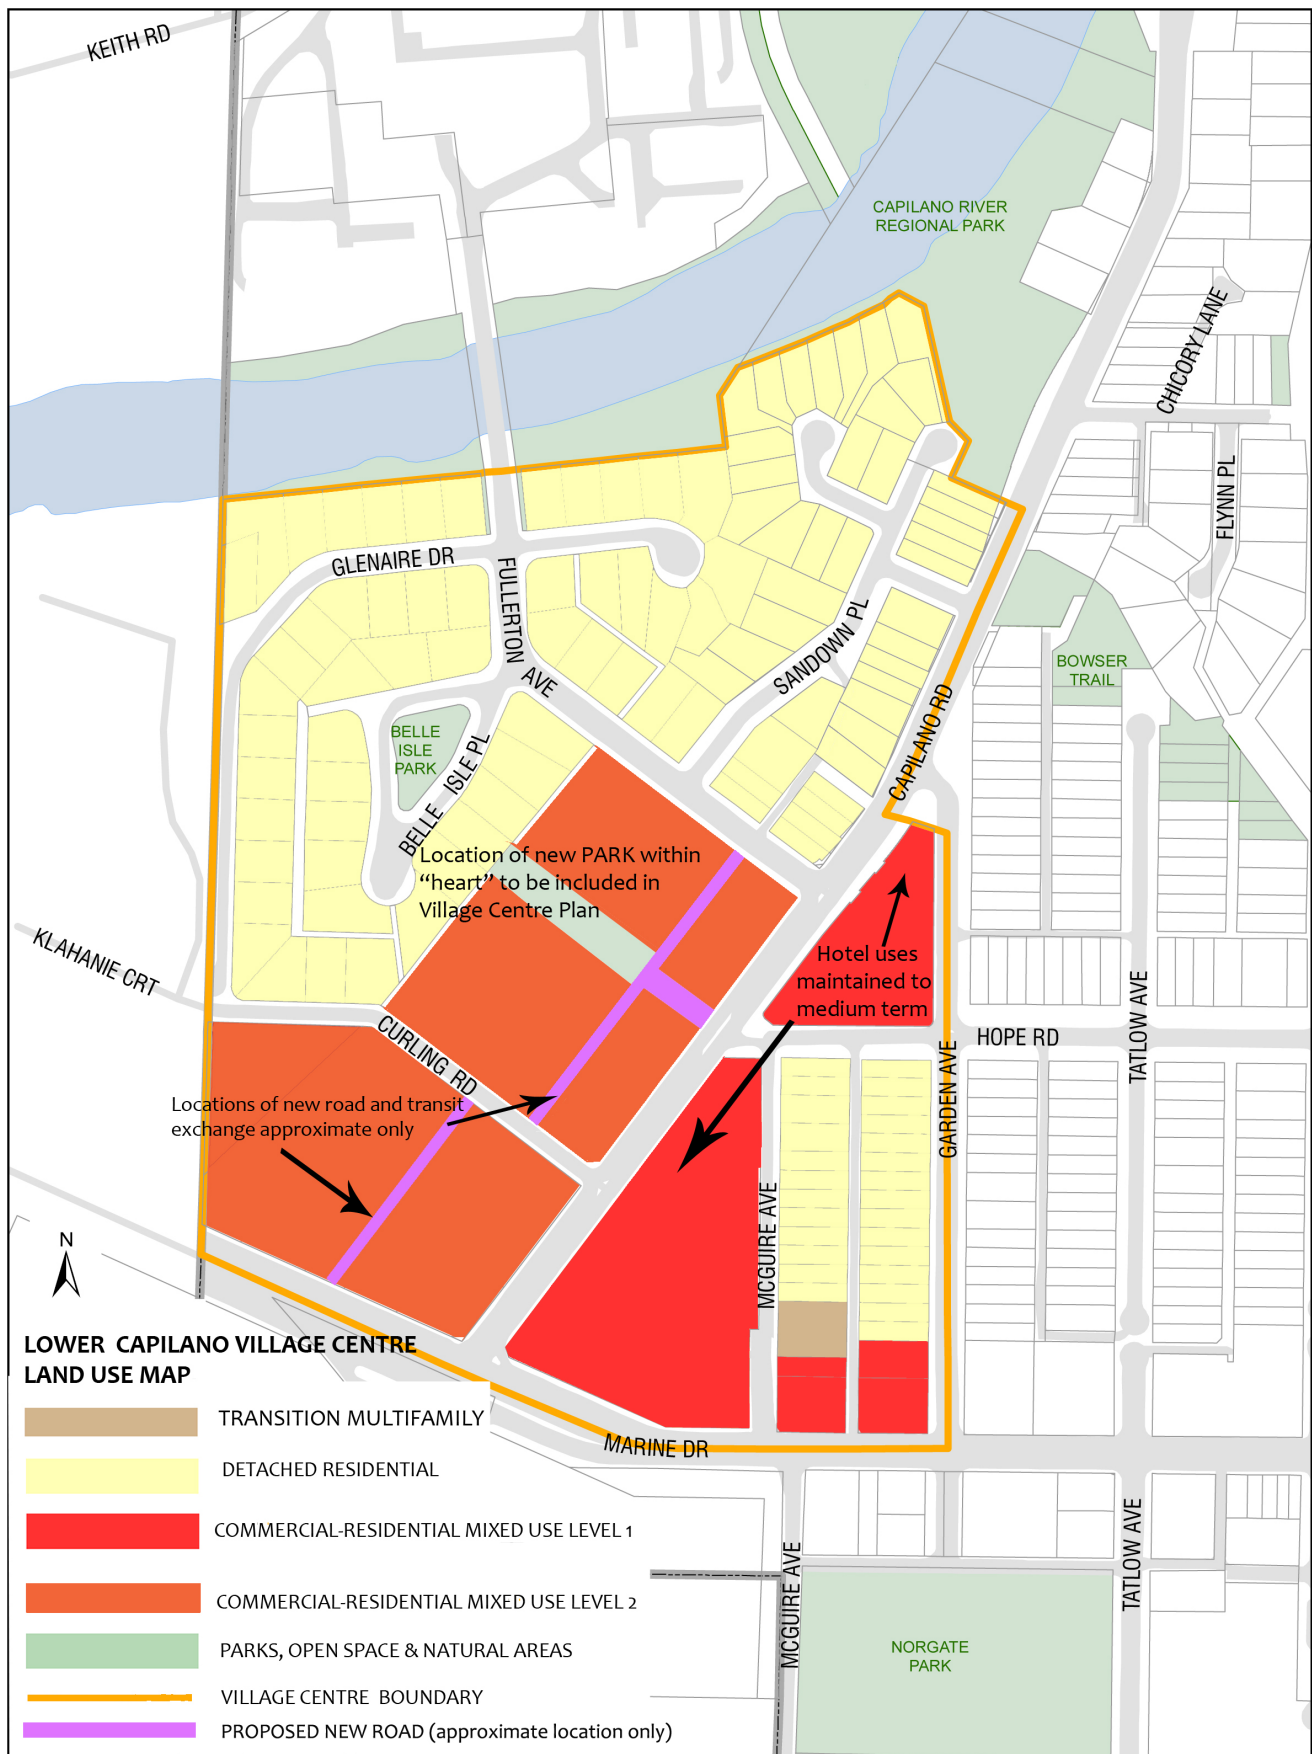 KEITH RD
CAPILANO RIVER
REGIONAL PARK
CHICORY LANE
FLYNN PL
GLENAIRE DR
FULLERTON
AVE
SANDOWN PL
BOWSER
TRAIL
CAPILANO RD
BELLE
ISLE
PARK
BELLE ISLE PL
Location of new PARK within
“heart” to be included in
Village Centre Plan
KLAHANIE CRT
Hotel uses
maintained to
medium term
TATLOW AVE
CURLING RD
HOPE RD
GARDEN AVE
Locations of new road and transit
exchange approximate only
MCGUIRE AVE
N
LOWER CAPILANO VILLAGE CENTRE
LAND USE MAP
TRANSITION MULTIFAMILY
MARINE DR
DETACHED RESIDENTIAL
COMMERCIAL-RESIDENTIAL MIXED USE LEVEL 1
TATLOW AVE
MCGUIRE AVE
COMMERCIAL-RESIDENTIAL MIXED USE LEVEL 2
PARKS, OPEN SPACE & NATURAL AREAS
NORGATE
PARK
VILLAGE CENTRE BOUNDARY
PROPOSED NEW ROAD (approximate location only)